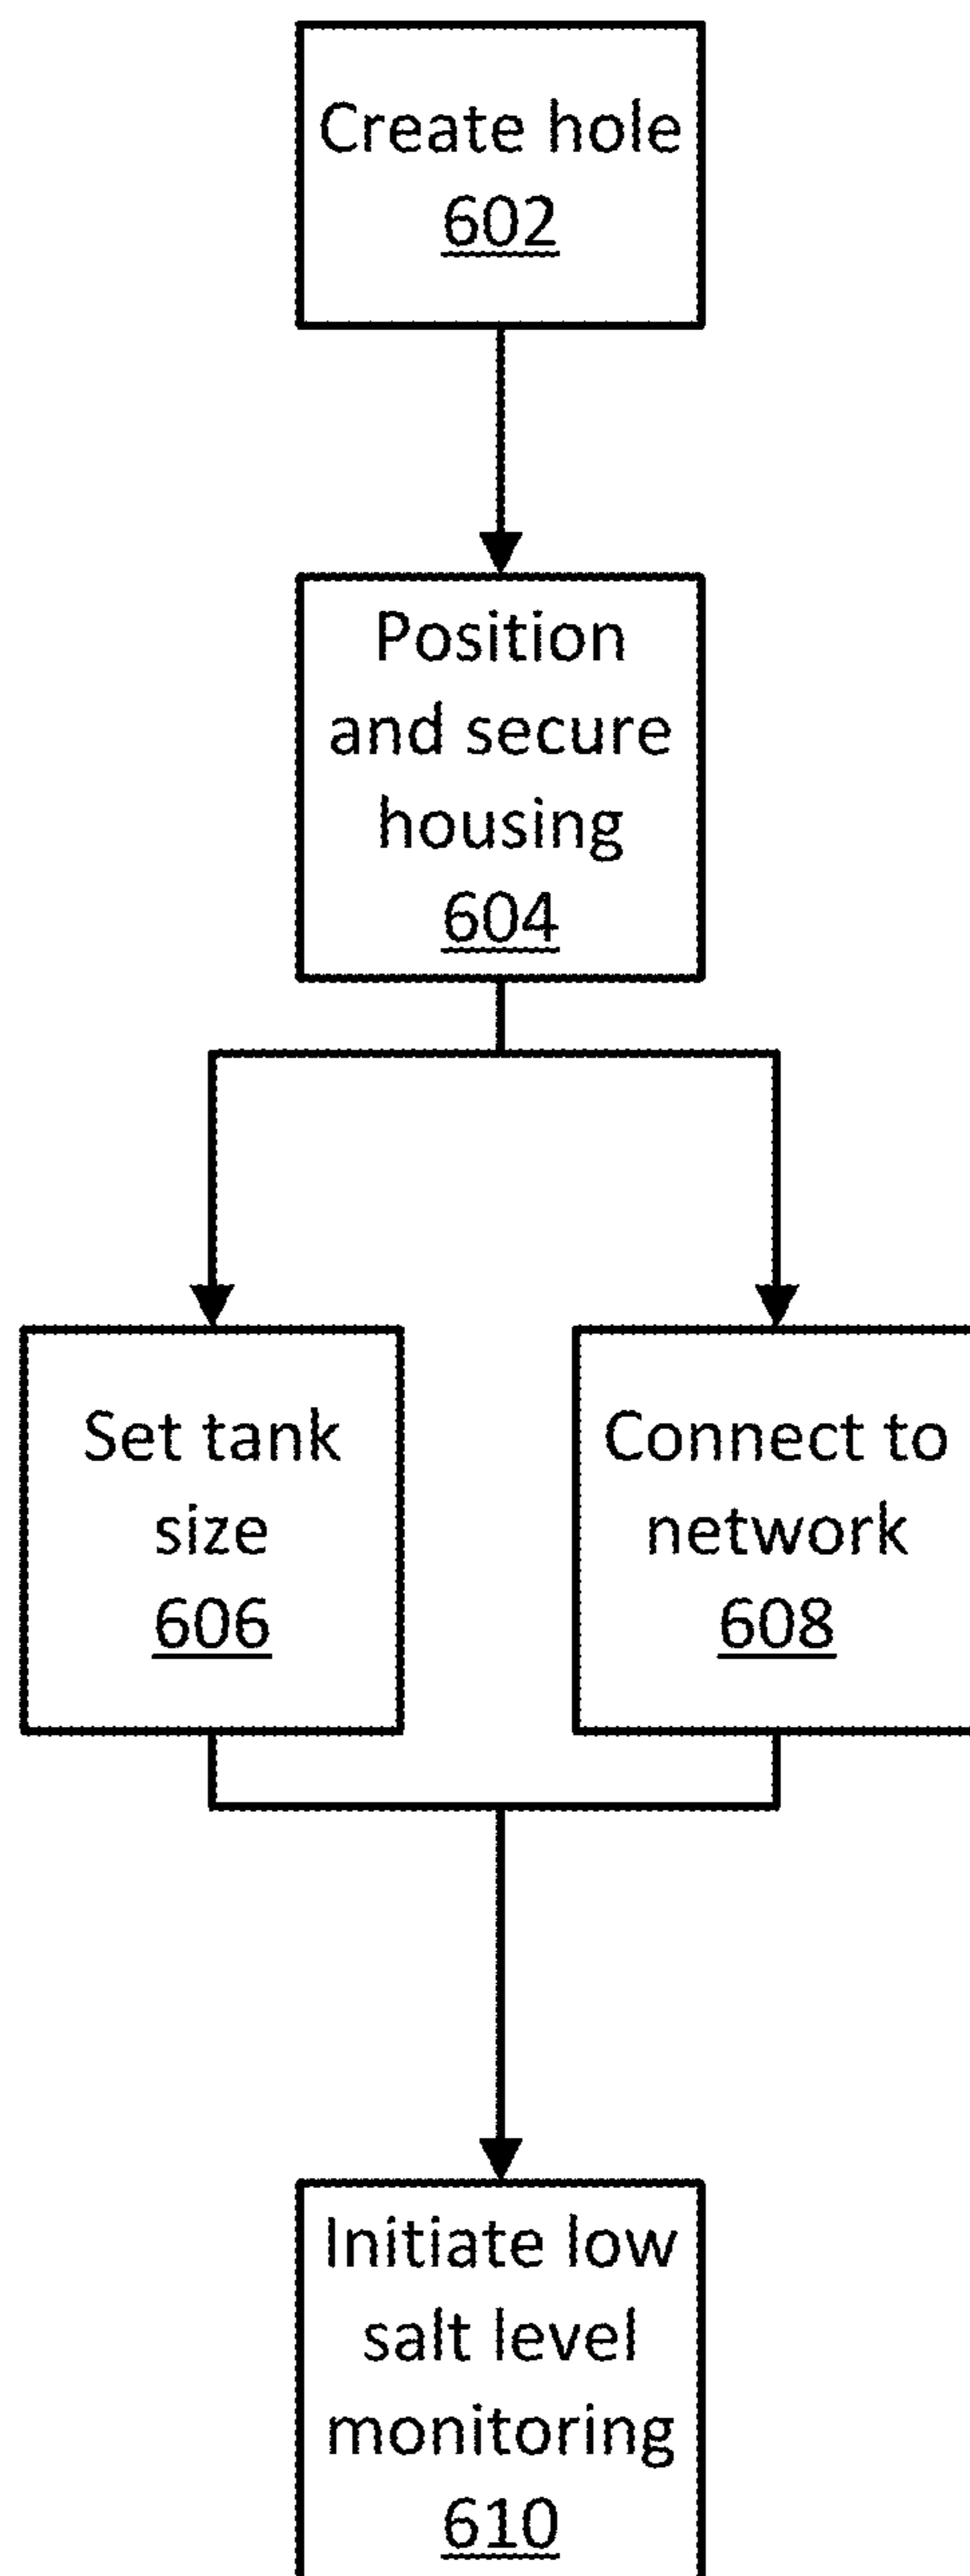 Create hole
602
Position
and secure
housing
604
Set tank
size
606
Connect to
network
608
Initiate low
salt level
monitoring
610